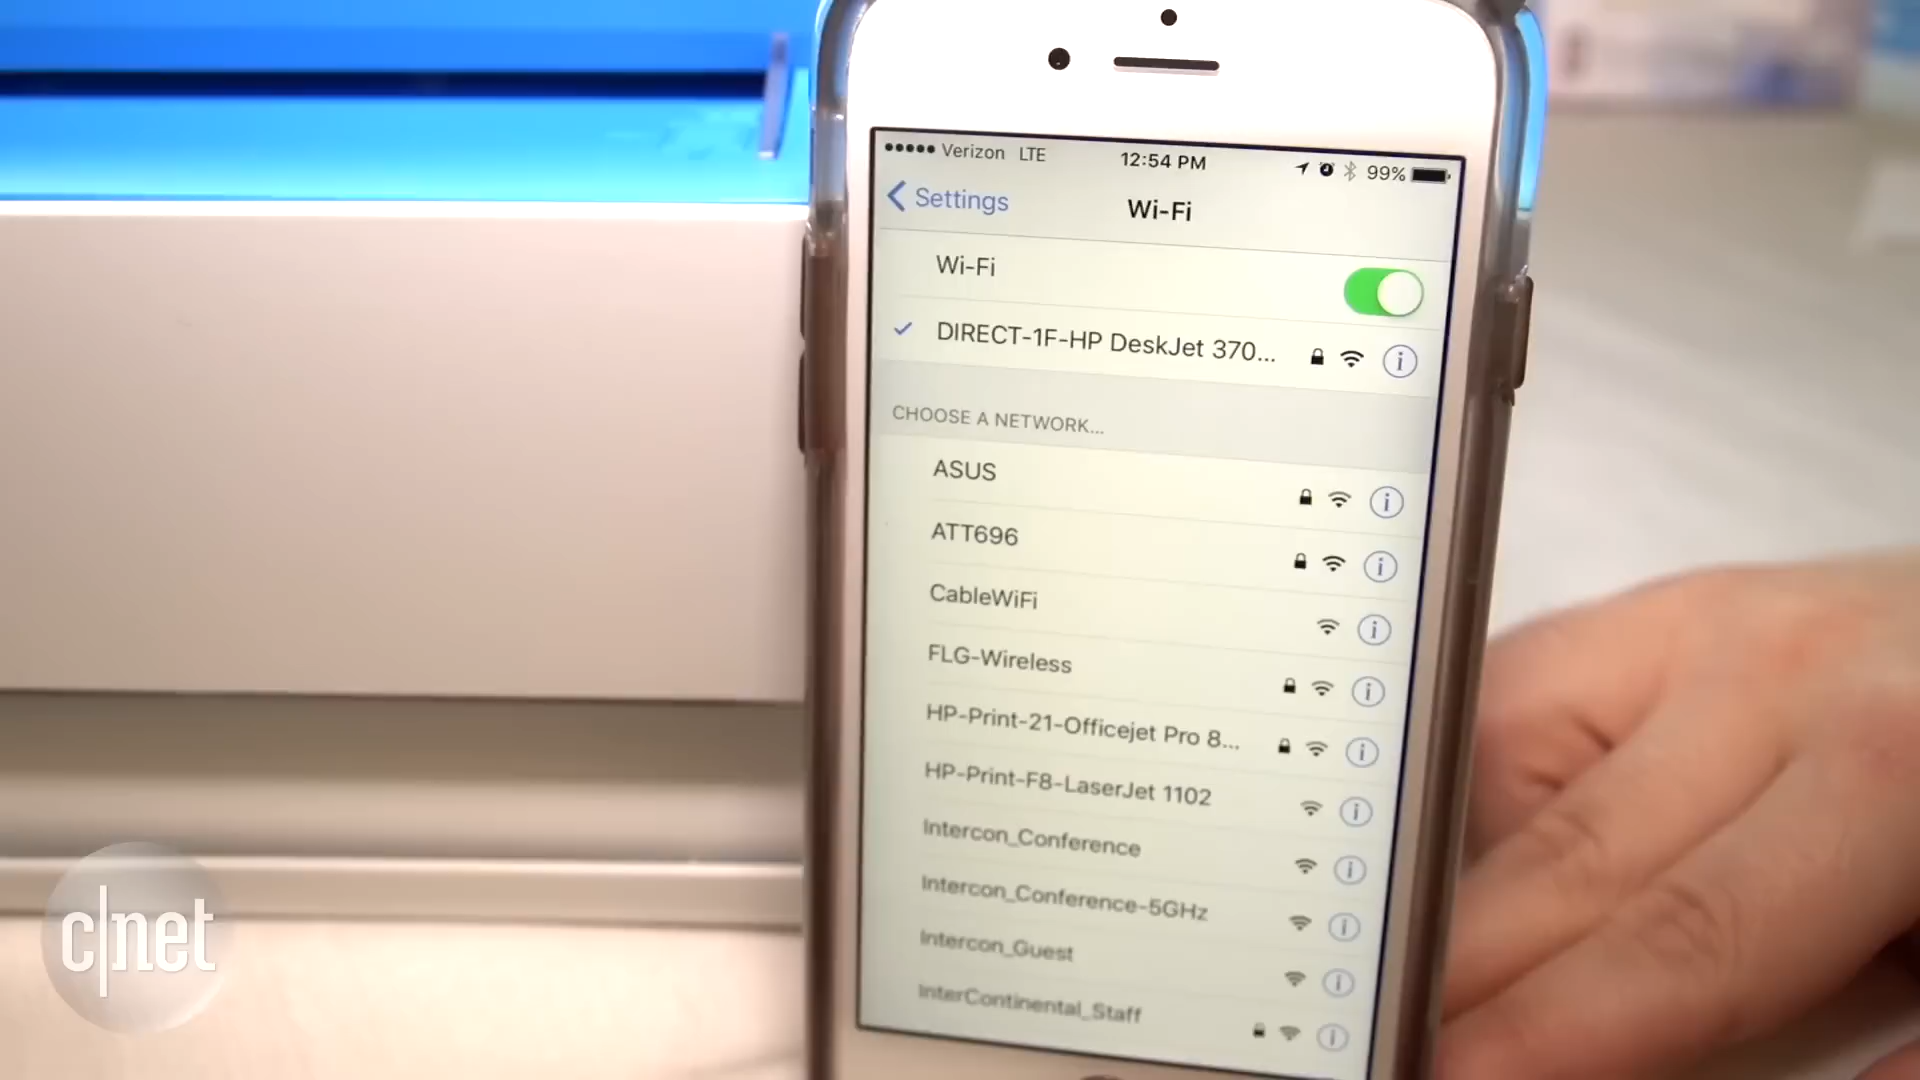 ●●●●● Verizon LTE 12:54 PM 99%
Settings Wi-Fi
Wi-Fi
DIRECT-1F-HP DeskJet 370...
CHOOSE A NETWORK...
ASUS
ATT696
CableWiFi
FLG-Wireless
HP-Print-21-Officejet Pro 8...
HP-Print-F8-LaserJet 1102
Intercon_Conference
Intercon_Conference-5GHz
Intercon_Guest
InterContinental_Staff
c|net